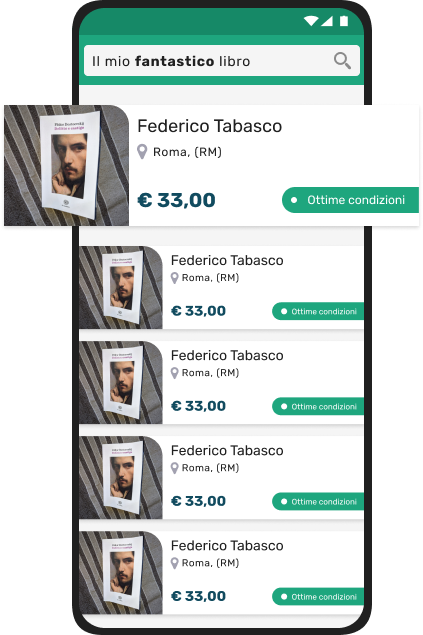 Il mio fantastico libro
Federico Tabasco
Roma, (RM)
€ 33,00
Ottime condizioni
Federico Tabasco
Roma, (RM)
€ 33,00
Ottime condizioni
Federico Tabasco
Roma, (RM)
€ 33,00
Ottime condizioni
Federico Tabasco
Roma, (RM)
€ 33,00
Ottime condizioni
Federico Tabasco
Roma, (RM)
€ 33,00
Ottime condizioni